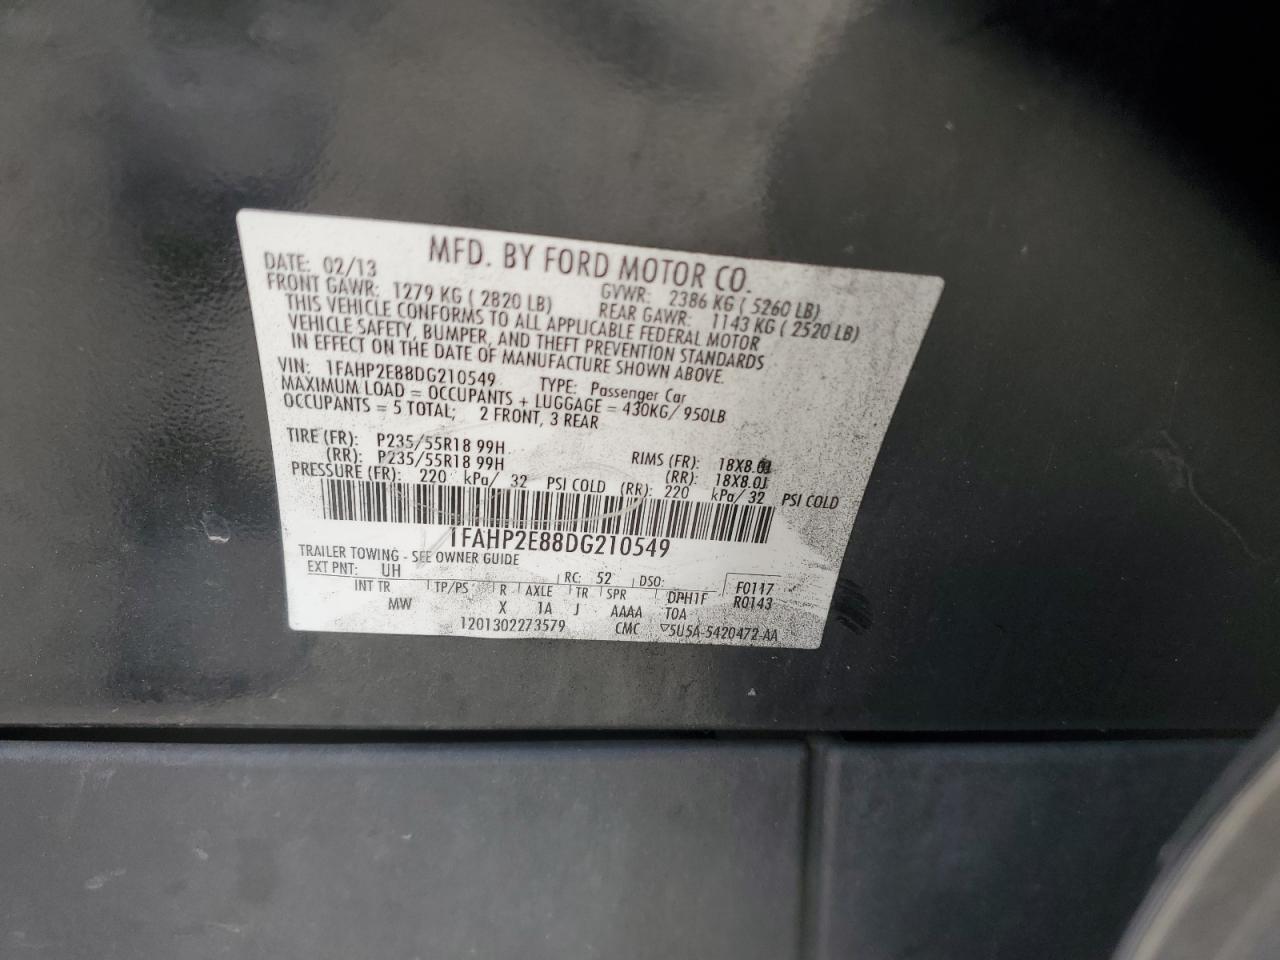 MFD. BY FORD MOTOR CO.
DATE: 02/13 GVWR: 2386 KG ( 5260 LB)
FRONT GAWR: 1279 KG ( 2820 LB) REAR GAWR: 1143 KG ( 2520 LB)
THIS VEHICLE CONFORMS TO ALL APPLICABLE FEDERAL MOTOR
VEHICLE SAFETY, BUMPER, AND THEFT PREVENTION STANDARDS
IN EFFECT ON THE DATE OF MANUFACTURE SHOWN ABOVE.
VIN: 1FAHP2E88DG210549 TYPE: Passenger Car
MAXIMUM LOAD = OCCUPANTS + LUGGAGE = 430KG/ 950LB
OCCUPANTS = 5 TOTAL; 2 FRONT, 3 REAR
TIRE (FR): P235/55R18 99H RIMS (FR): 18X8.0J
(RR): P235/55R18 99H (RR): 18X8.0J
PRESSURE (FR): 220 kPa/ 32 PSI COLD (RR): 220 kPa/ 32 PSI COLD
1FAHP2E88DG210549
TRAILER TOWING - SEE OWNER GUIDE
EXT PNT: UH RC: 52 DSO: F0117
INT TR TP/PS R AXLE TR SPR DPH1F R0143
MW X 1A J AAAA T0A
1201302273579 CMC ▽5U5A-5420472-AA